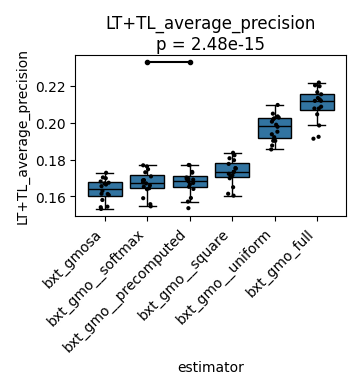 LT+TL_average_precision
p = 2.48e-15
LT+TL_average_precision
0.22
0.20
0.18
0.16
bxt_gmosa
bxt_gmo__softmax
bxt_gmo__precomputed
bxt_gmo__square
bxt_gmo__uniform
bxt_gmo_full
estimator